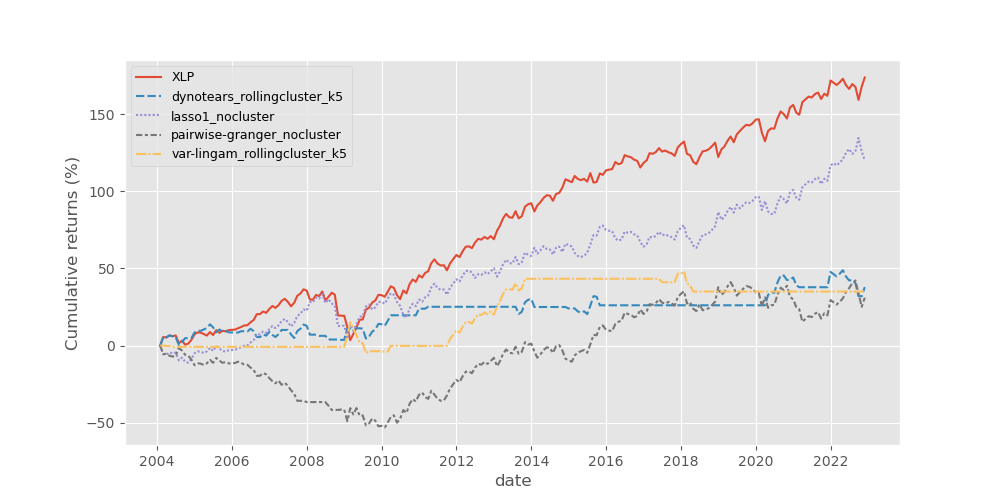 XLP
dynotears_rollingcluster_k5
lasso1_nocluster
pairwise-granger_nocluster
var-lingam_rollingcluster_k5
Cumulative returns (%)
150
100
50
0
−50
2004
2006
2008
2010
2012
2014
2016
2018
2020
2022
date